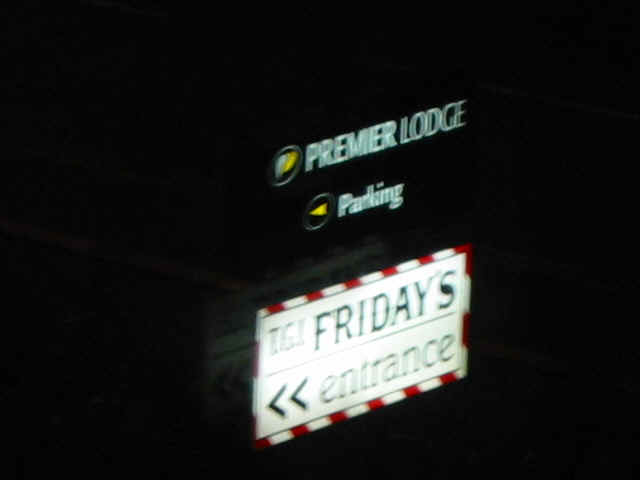 PREMIER LODGE
Parking
T.G.I. FRIDAY'S
<< entrance